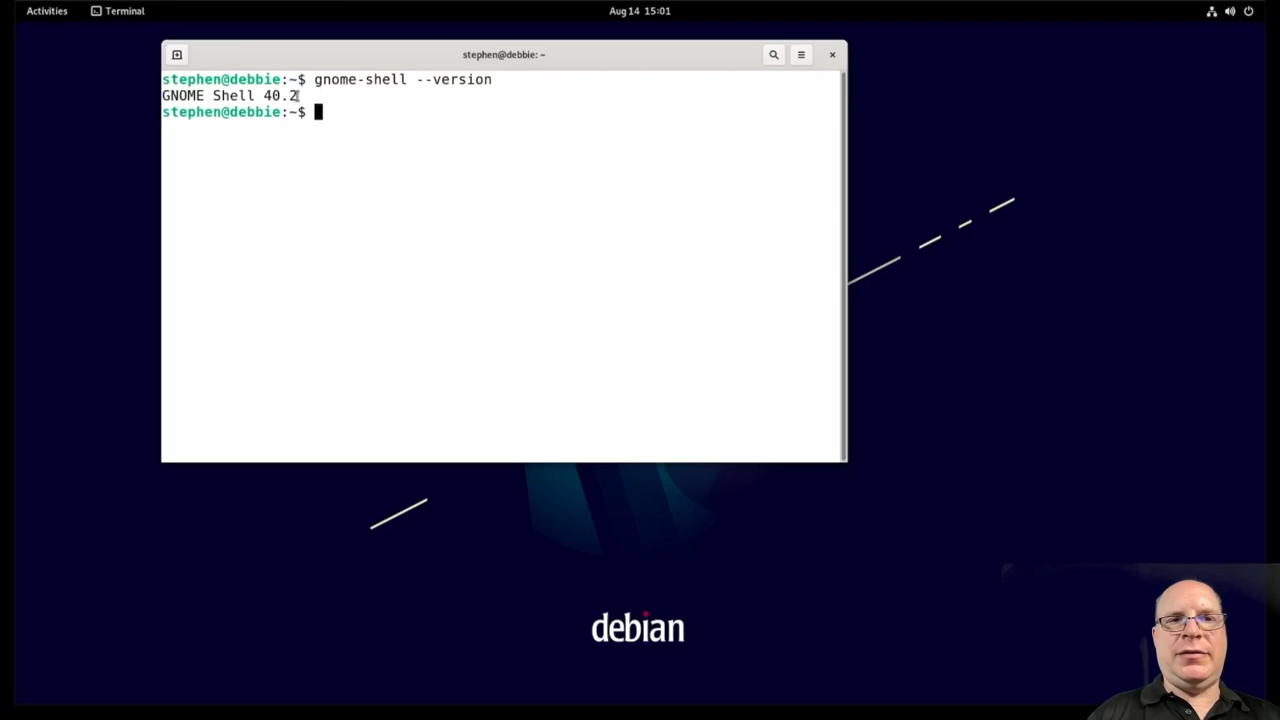 Activities Terminal Aug 14 15:01
stephen@debbie: ~
stephen@debbie:~$ gnome-shell --version
GNOME Shell 40.2
stephen@debbie:~$
debian